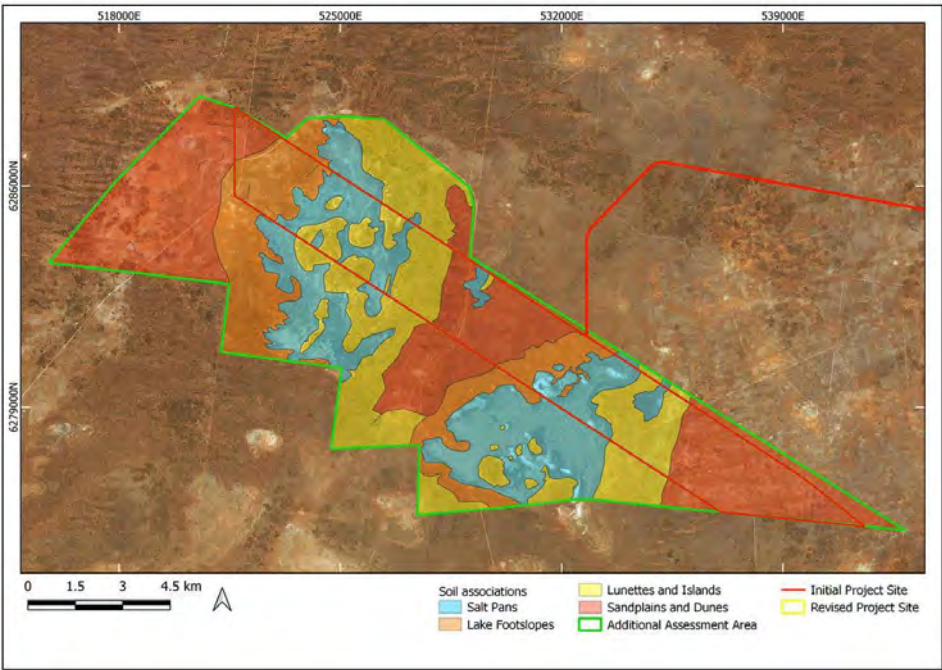 518000E 525000E 532000E 539000E
6286000N
6279000N
0 1.5 3 4.5 km
Soil associations
Salt Pans
Lake Footslopes
Lunettes and Islands
Sandplains and Dunes
Additional Assessment Area
Initial Project Site
Revised Project Site